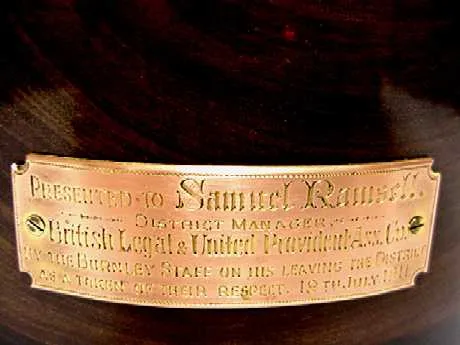 PRESENTED TO Samuel Ramsell.
DISTRICT MANAGER
British Legal & United Provident Ass. Co.
BY THE BURNLEY STAFF ON HIS LEAVING THE DISTRICT
AS A TOKEN OF THEIR RESPECT. 19TH JULY. 1911.